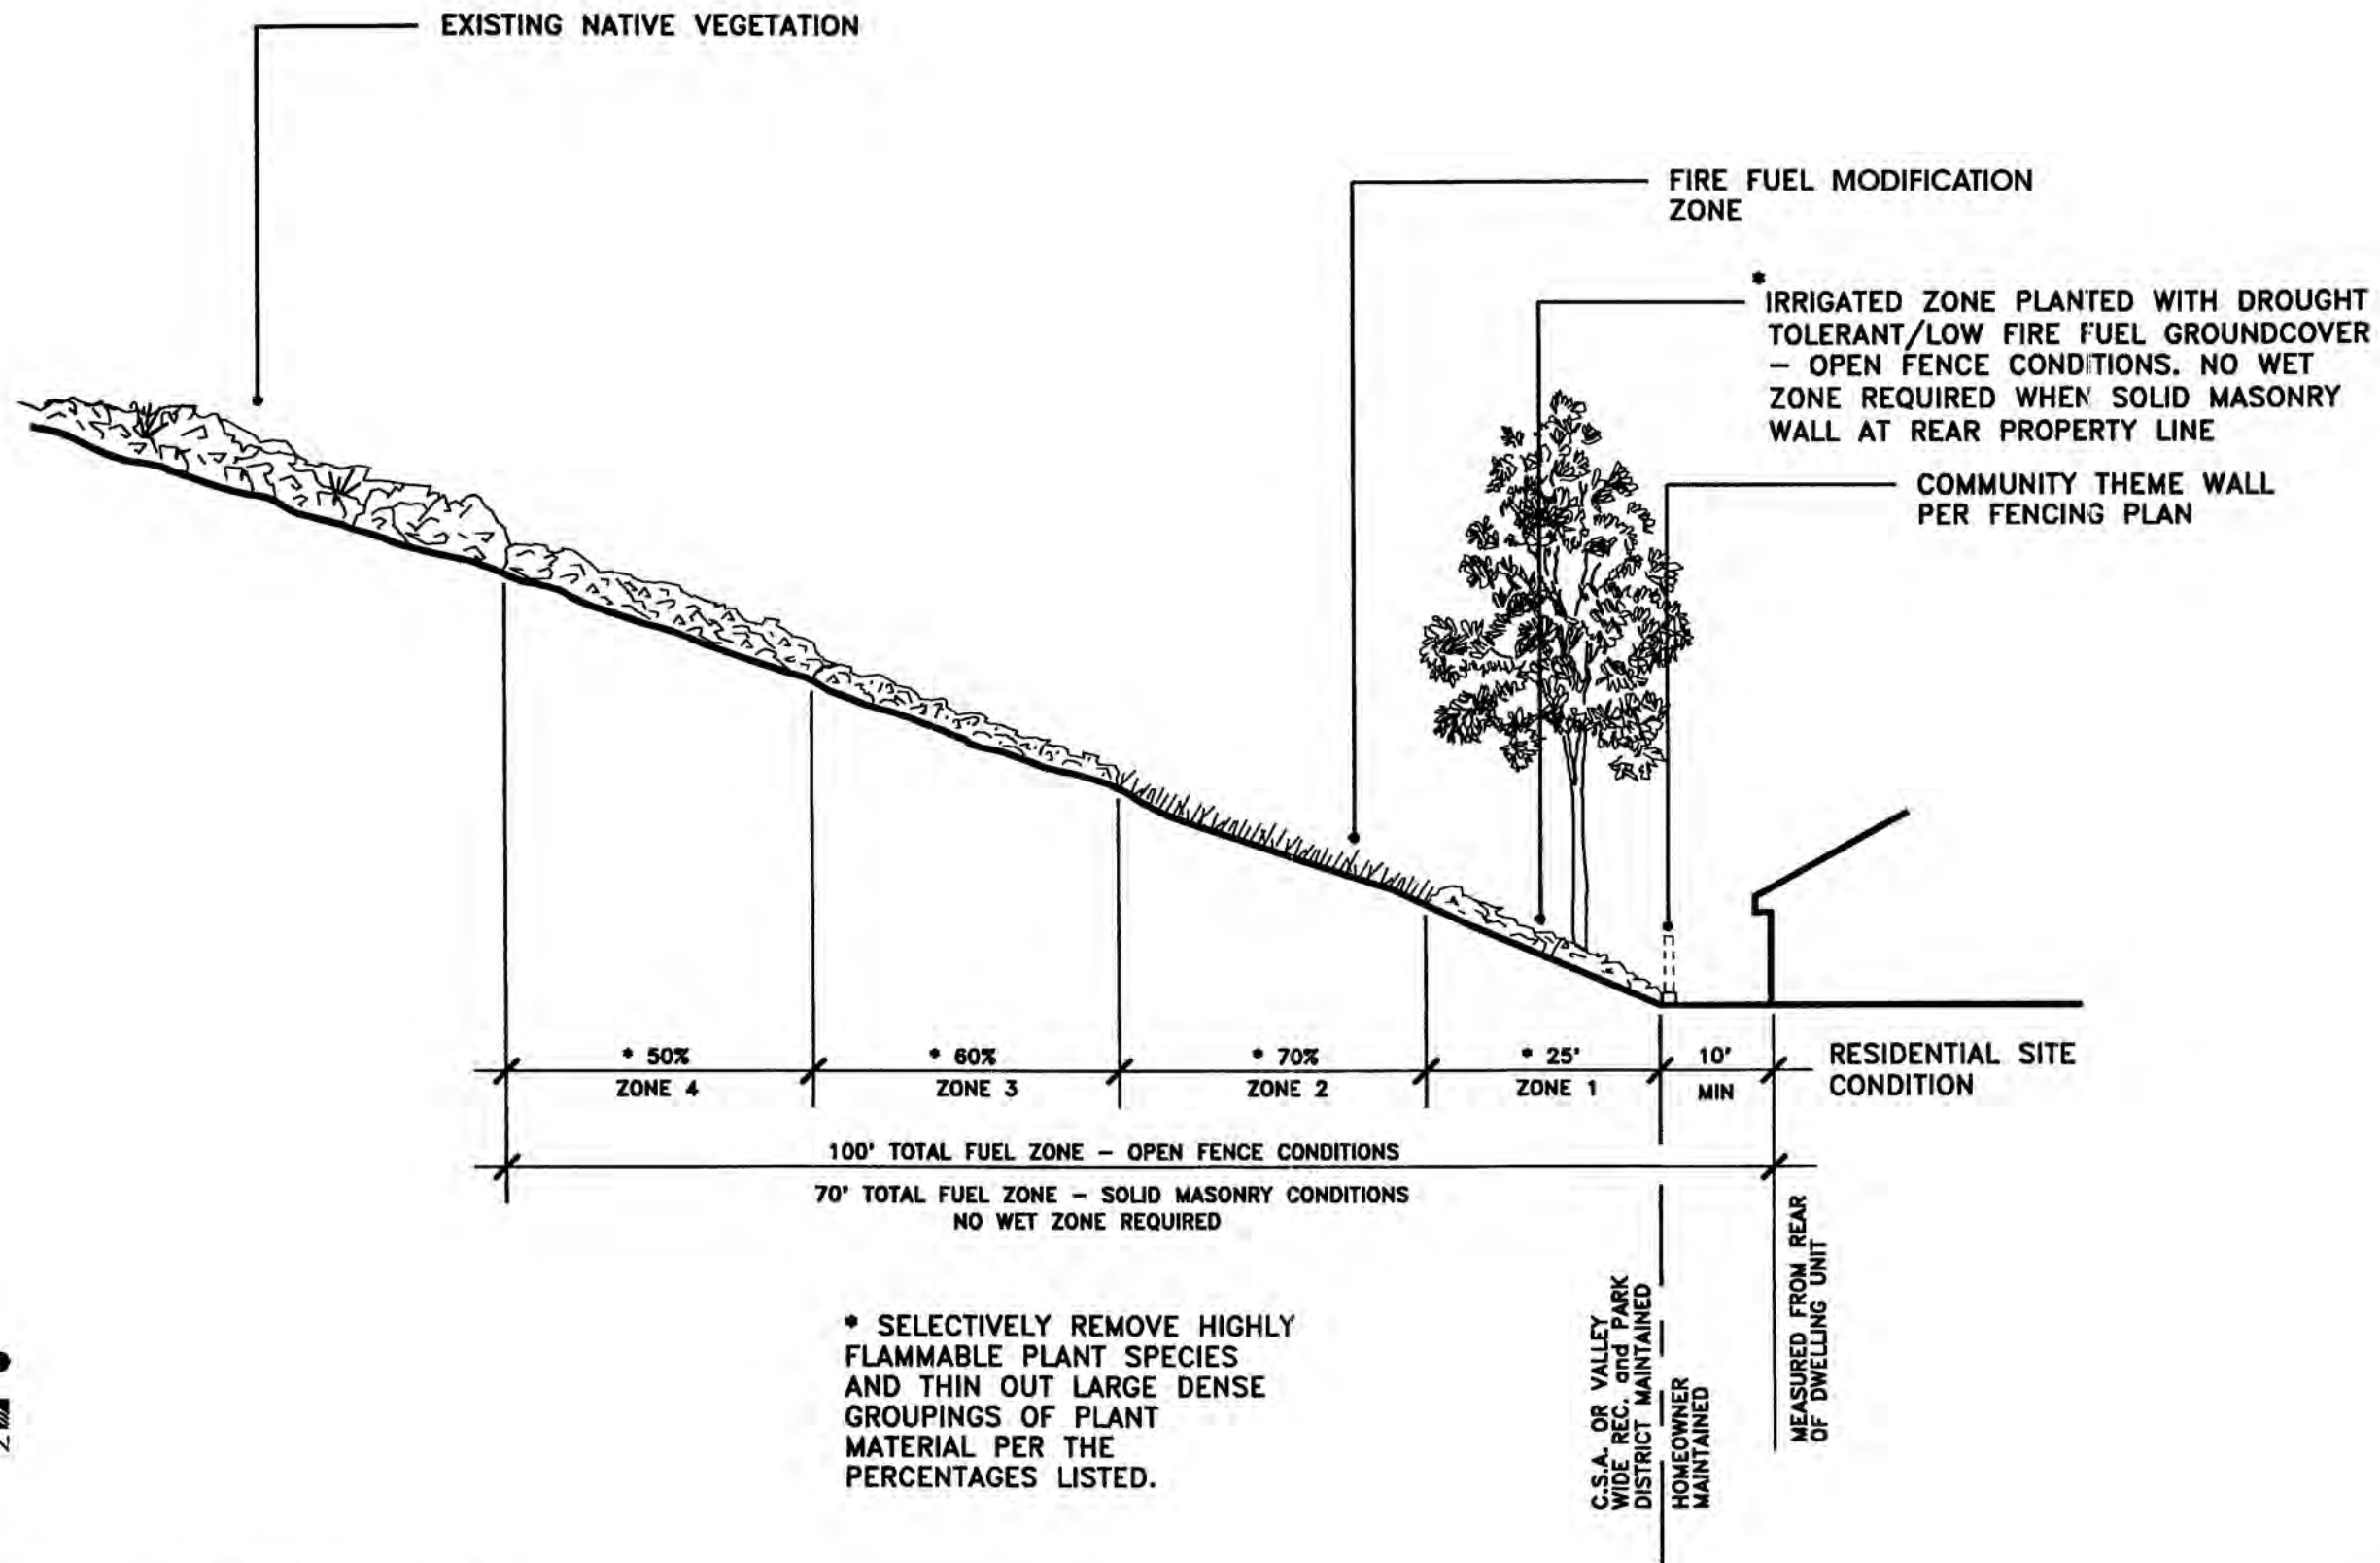 EXISTING NATIVE VEGETATION
FIRE FUEL MODIFICATION
ZONE
*
IRRIGATED ZONE PLANTED WITH DROUGHT
TOLERANT/LOW FIRE FUEL GROUNDCOVER
– OPEN FENCE CONDITIONS. NO WET
ZONE REQUIRED WHEN SOLID MASONRY
WALL AT REAR PROPERTY LINE
COMMUNITY THEME WALL
PER FENCING PLAN
* 50%
ZONE 4
* 60%
ZONE 3
* 70%
ZONE 2
* 25'
ZONE 1
10'
MIN
RESIDENTIAL SITE
CONDITION
100' TOTAL FUEL ZONE – OPEN FENCE CONDITIONS
70' TOTAL FUEL ZONE – SOLID MASONRY CONDITIONS
NO WET ZONE REQUIRED
* SELECTIVELY REMOVE HIGHLY
FLAMMABLE PLANT SPECIES
AND THIN OUT LARGE DENSE
GROUPINGS OF PLANT
MATERIAL PER THE
PERCENTAGES LISTED.
C.S.A. OR VALLEY
WIDE REC. and PARK
DISTRICT MAINTAINED
HOMEOWNER
MAINTAINED
MEASURED FROM REAR
OF DWELLING UNIT